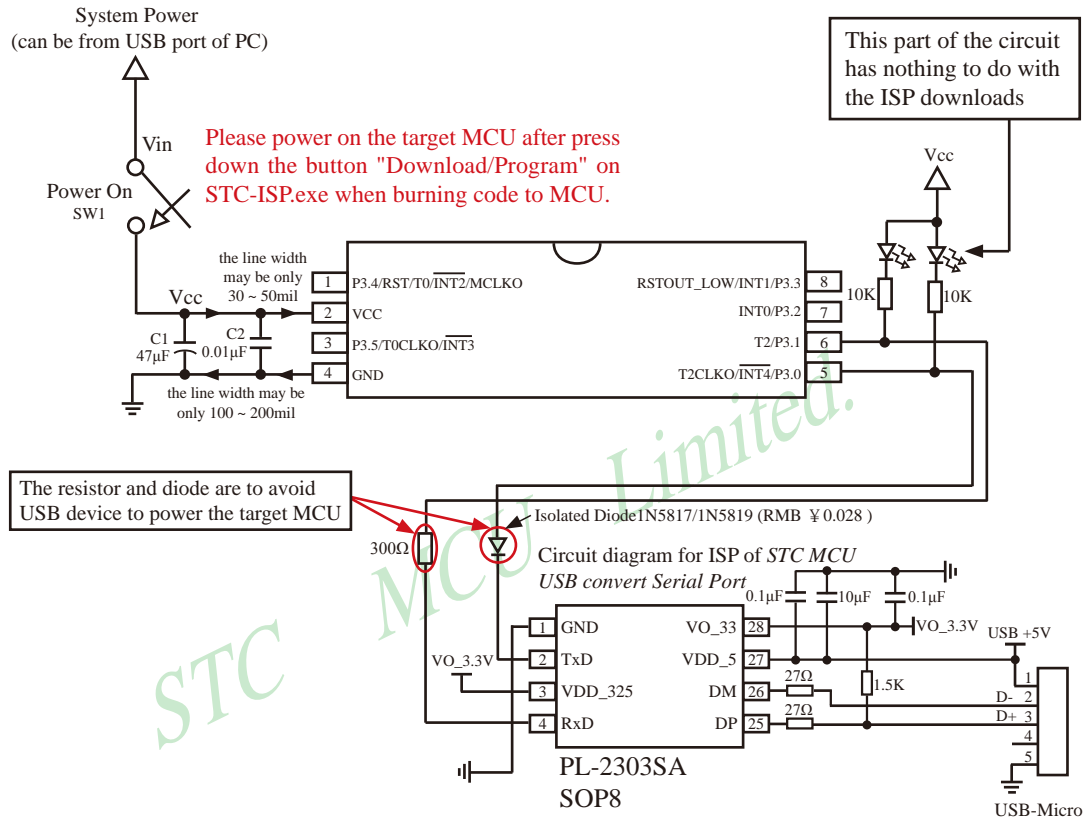 System Power
(can be from USB port of PC)
This part of the circuit
has nothing to do with
the ISP downloads
Vin
Please power on the target MCU after press
down the button "Download/Program" on
STC-ISP.exe when burning code to MCU.
Power On
SW1
Vcc
the line width
may be only
30 ~ 50mil
Vcc
C1
47μF
C2
0.01μF
the line width may be
only 100 ~ 200mil
1 P3.4/RST/T0/INT2/MCLKO
2 VCC
3 P3.5/T0CLKO/INT3
4 GND
RSTOUT_LOW/INT1/P3.3 8
INT0/P3.2 7
T2/P3.1 6
T2CLKO/INT4/P3.0 5
10K
10K
The resistor and diode are to avoid
USB device to power the target MCU
300Ω
Isolated Diode1N5817/1N5819 (RMB ¥0.028 )
Circuit diagram for ISP of STC MCU
USB convert Serial Port
0.1μF
10μF
0.1μF
VO_3.3V
VO_3.3V
USB +5V
1 GND
2 TxD
3 VDD_325
4 RxD
VO_33 28
VDD_5 27
DM 26
DP 25
27Ω
27Ω
1.5K
1
D- 2
D+ 3
4
5
PL-2303SA
SOP8
USB-Micro
STC MCU Limited.